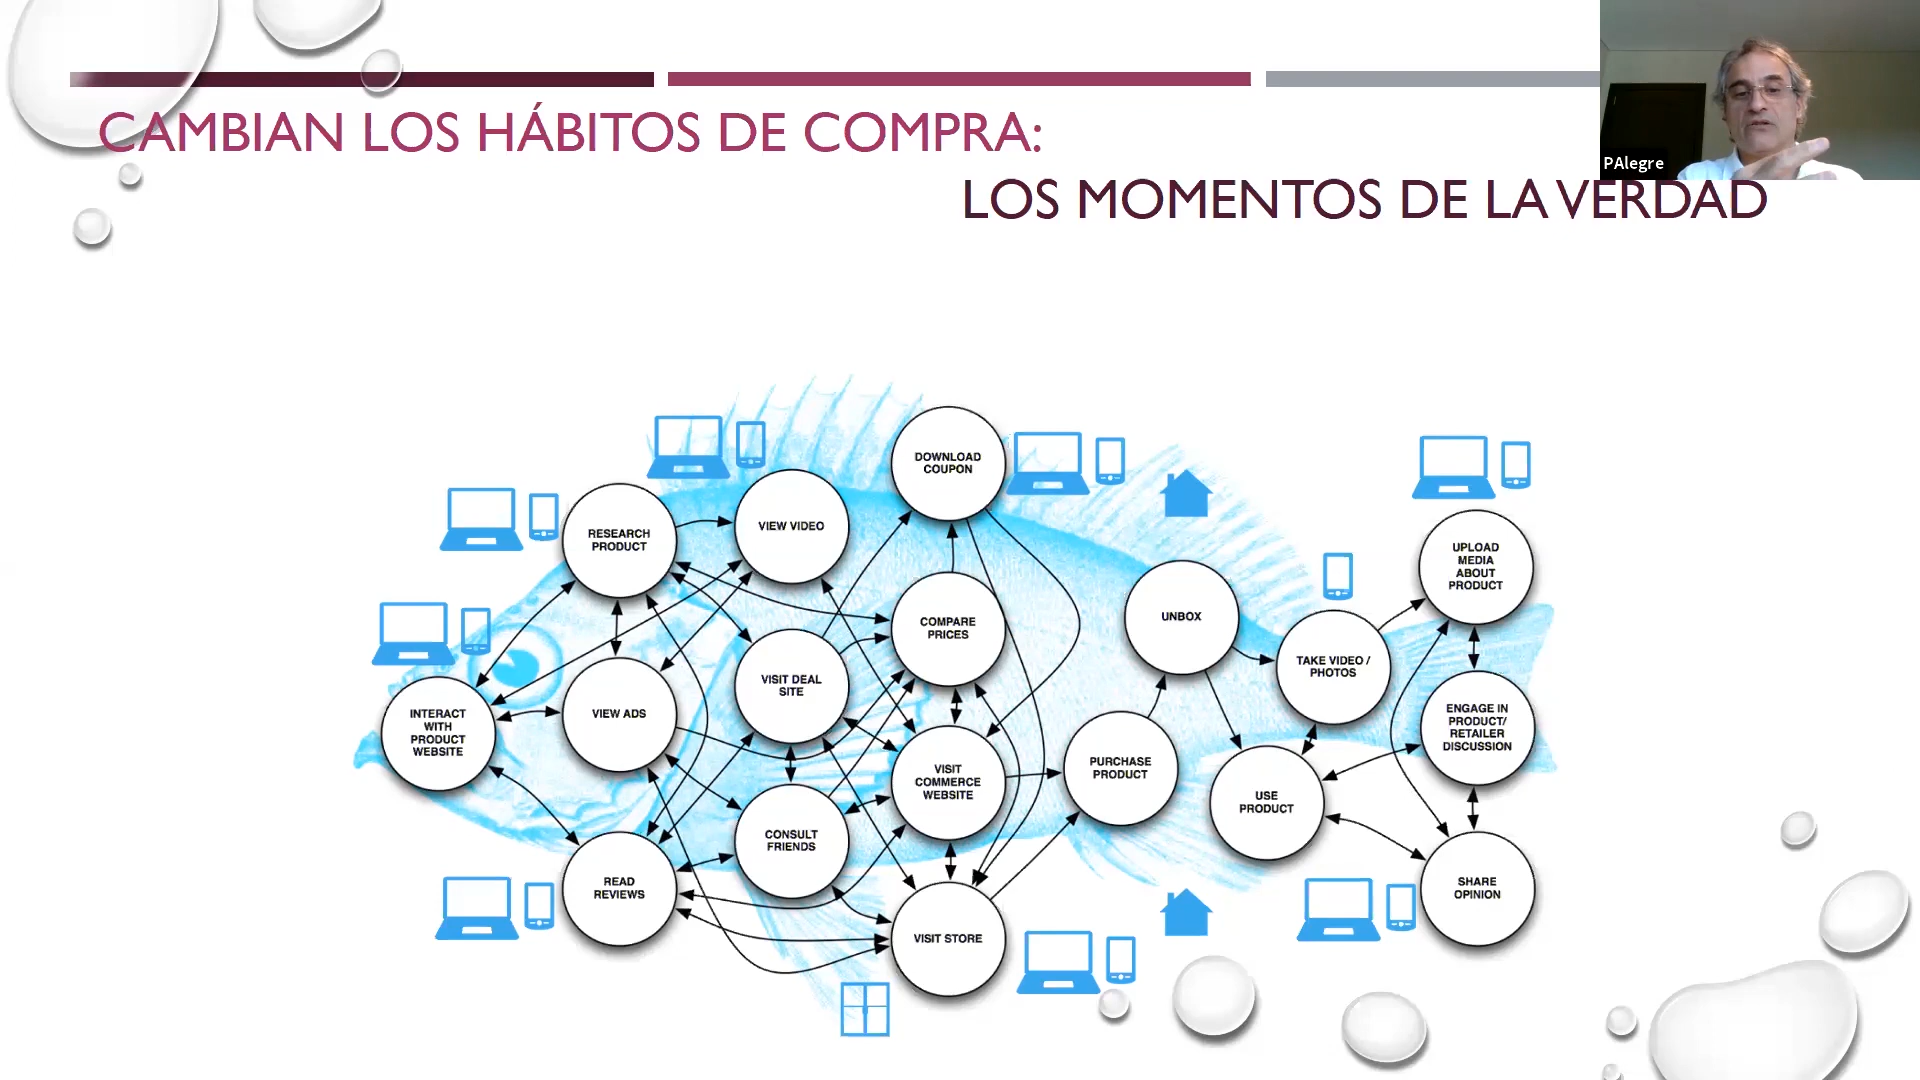 CAMBIAN LOS HÁBITOS DE COMPRA:
PAlegre
LOS MOMENTOS DE LA VERDAD
DOWNLOAD
COUPON
RESEARCH
PRODUCT
VIEW VIDEO
COMPARE
PRICES
UNBOX
UPLOAD
MEDIA
ABOUT
PRODUCT
TAKE VIDEO /
PHOTOS
INTERACT
WITH
PRODUCT
WEBSITE
VIEW ADS
VISIT DEAL
SITE
VISIT
COMMERCE
WEBSITE
PURCHASE
PRODUCT
USE
PRODUCT
ENGAGE IN
PRODUCT/
RETAILER
DISCUSSION
READ
REVIEWS
CONSULT
FRIENDS
VISIT STORE
SHARE
OPINION